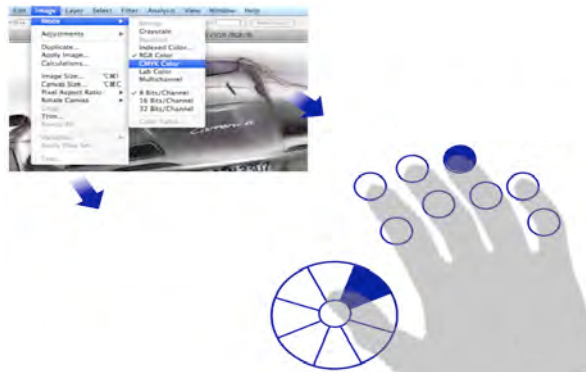 Edit Image Layer Select Filter Analysis View Window Help
Mode
Adjustments
Duplicate...
Apply Image...
Calculations...
Image Size... ⌥⌘I
Canvas Size... ⌥⌘C
Pixel Aspect Ratio
Rotate Canvas
Crop
Trim...
Reveal All
Variables
Apply Data Set...
Trap...
Bitmap
Grayscale
Duotone
Indexed Color...
✓ RGB Color
CMYK Color
Lab Color
Multichannel
✓ 8 Bits/Channel
16 Bits/Channel
32 Bits/Channel
Color Table...
Carrera